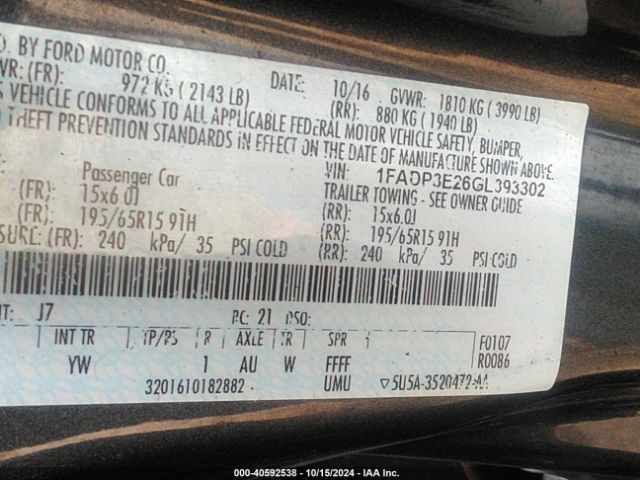 D. BY FORD MOTOR CO.
WR: (FR): 972 KG ( 2143 LB) DATE: 10/16 GVWR: 1810 KG ( 3990 LB)
(RR): 880 KG ( 1940 LB)
VEHICLE CONFORMS TO ALL APPLICABLE FEDERAL MOTOR VEHICLE SAFETY, BUMPER,
THEFT PREVENTION STANDARDS IN EFFECT ON THE DATE OF MANUFACTURE SHOWN ABOVE.
VIN: 1FADP3E26GL393302
Passenger Car TRAILER TOWING - SEE OWNER GUIDE
(FR): 15x6.0J (RR): 15x6.0J
(FR): 195/65R15 91H (RR): 195/65R15 91H
SURE: (FR): 240 kPa/ 35 PSI COLD (RR): 240 kPa/ 35 PSI COLD
NT: J7 RC: 21 DSO:
INT TR TP/PS R AXLE TR SPR F0107
YW 1 AU W FFFF R0086
3201610182882 UMU 5U5A-3520472-AA
000-40592538 - 10/15/2024 - IAA Inc.